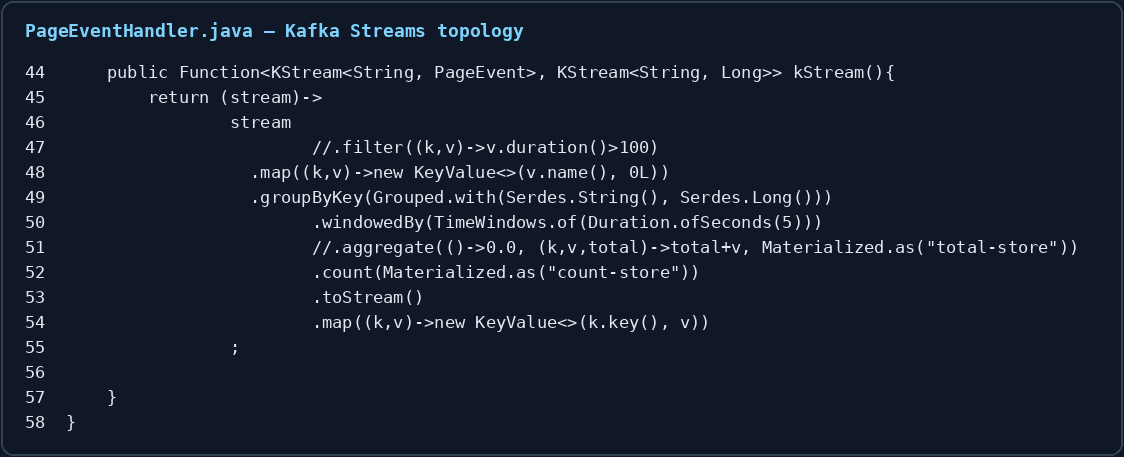 PageEventHandler.java — Kafka Streams topology
44      public Function<KStream<String, PageEvent>, KStream<String, Long>> kStream(){
45          return (stream)->
46                  stream
47                          //.filter((k,v)->v.duration()>100)
48                    .map((k,v)->new KeyValue<>(v.name(), 0L))
49                    .groupByKey(Grouped.with(Serdes.String(), Serdes.Long()))
50                          .windowedBy(TimeWindows.of(Duration.ofSeconds(5)))
51                          //.aggregate(()->0.0, (k,v,total)->total+v, Materialized.as("total-store"))
52                          .count(Materialized.as("count-store"))
53                          .toStream()
54                          .map((k,v)->new KeyValue<>(k.key(), v))
55                  ;
56
57      }
58  }